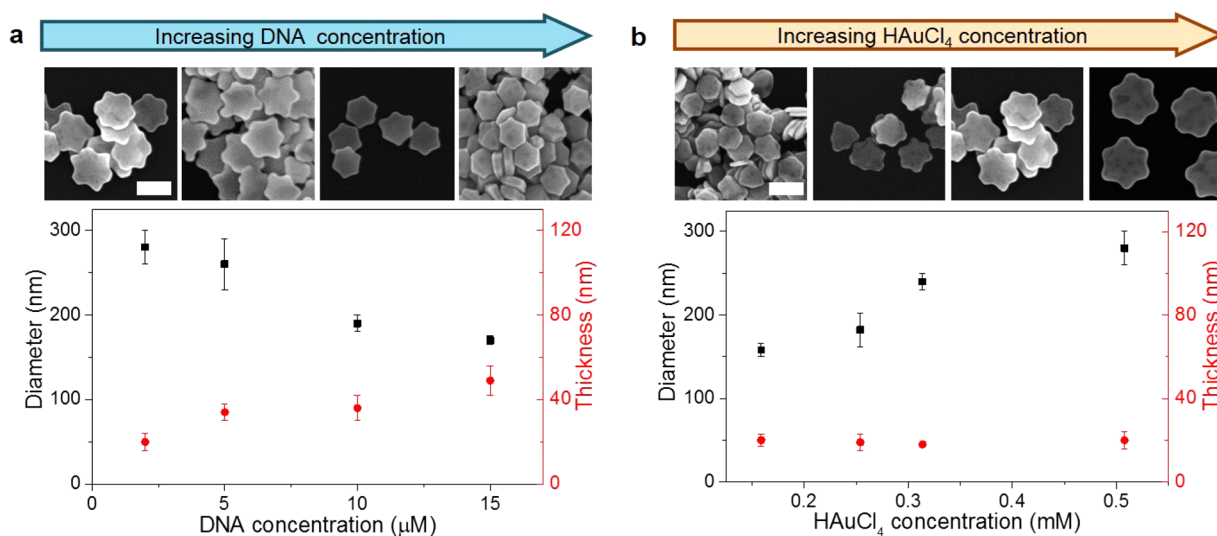 a
Increasing DNA concentration
300
200
100
0
Diameter (nm)
120
80
40
0
Thickness (nm)
0 5 10 15
DNA concentration (μM)
b
Increasing HAuCl₄ concentration
300
200
100
0
Diameter (nm)
120
80
40
0
Thickness (nm)
0.2 0.3 0.4 0.5
HAuCl₄ concentration (mM)